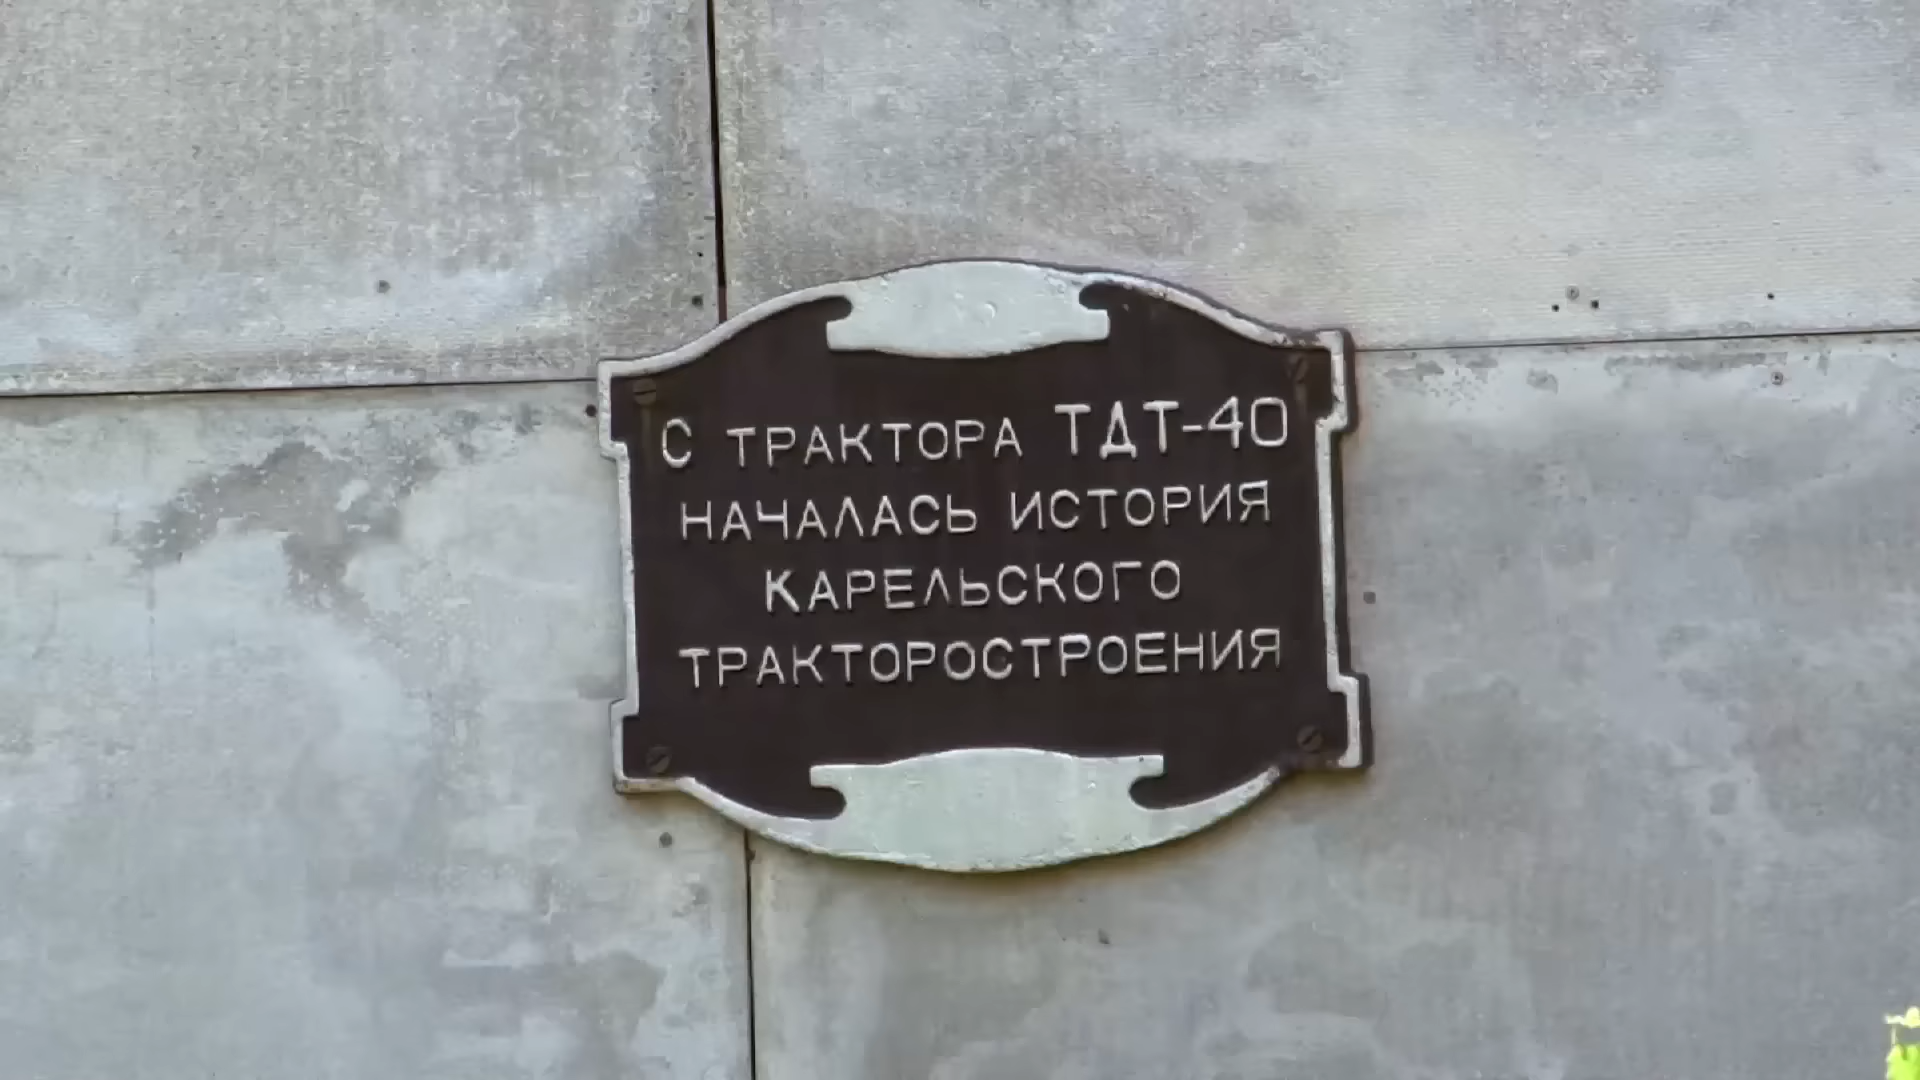 С ТРАКТОРА ТДТ-40
НАЧАЛАСЬ ИСТОРИЯ
КАРЕЛЬСКОГО
ТРАКТОРОСТРОЕНИЯ